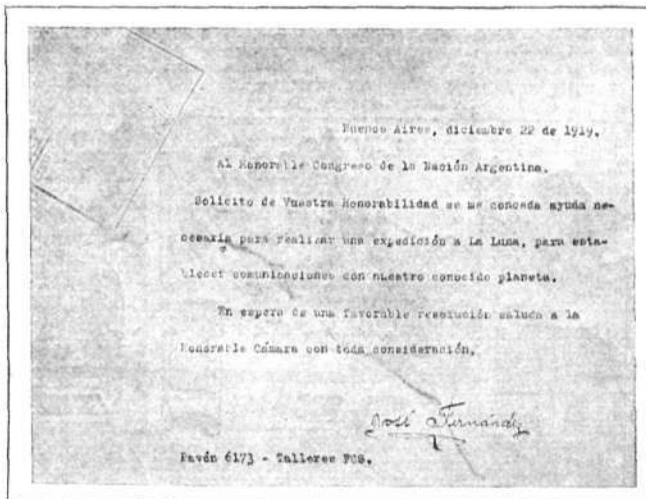 Buenos Aires, diciembre 22 de 1919.
Al Honorable Congreso de la Nación Argentina.
Solicito de Vuestra Honorabilidad se me conceda ayuda ne-
cesaria para realizar una expedición a La Luna, para esta-
blecer comunicaciones con nuestro conocido planeta.
En espera de una favorable resolución saluda a la
Honorable Cámara con toda consideración,
José Fernández
Pavón 6173 - Talleres FCS.